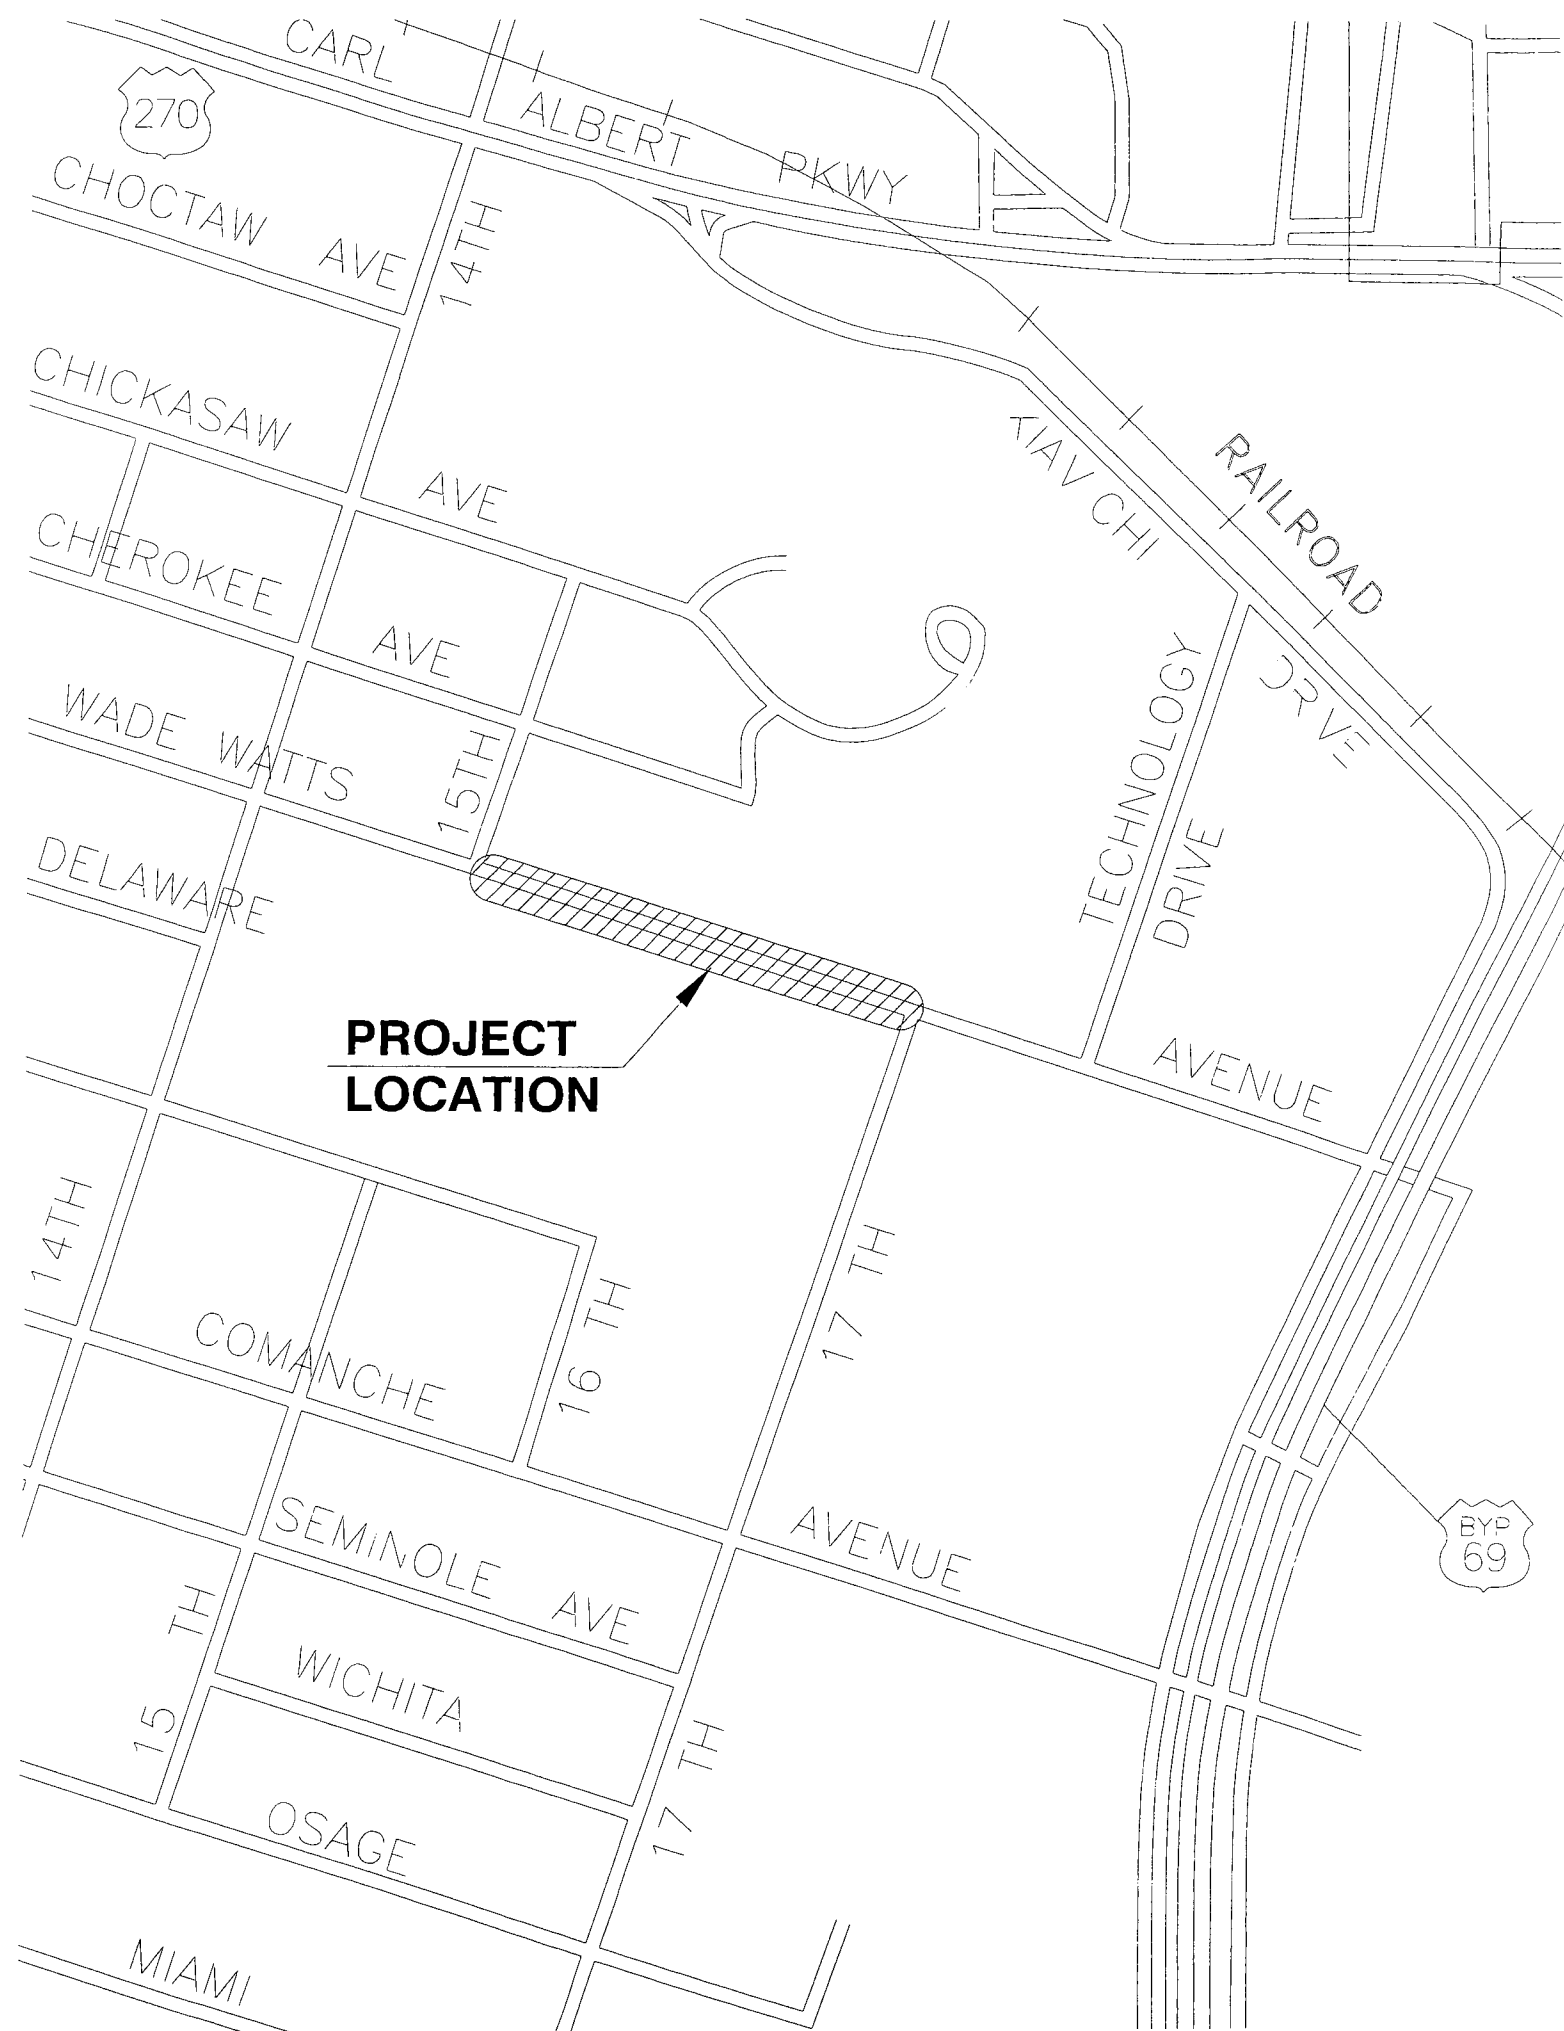 CARL
ALBERT
PKWY
270
CHOCTAW
AVE
14TH
CHICKASAW
AVE
CHEROKEE
AVE
WADE WATTS
15TH
DELAWARE
CHI
RAILROAD
TECHNOLOGY
DRIVE
AVENUE
PROJECT
LOCATION
14TH
COMANCHE
16 TH
17 TH
AVENUE
BYP
69
SEMINOLE AVE
15 TH
WICHITA
17 TH
OSAGE
MIAMI